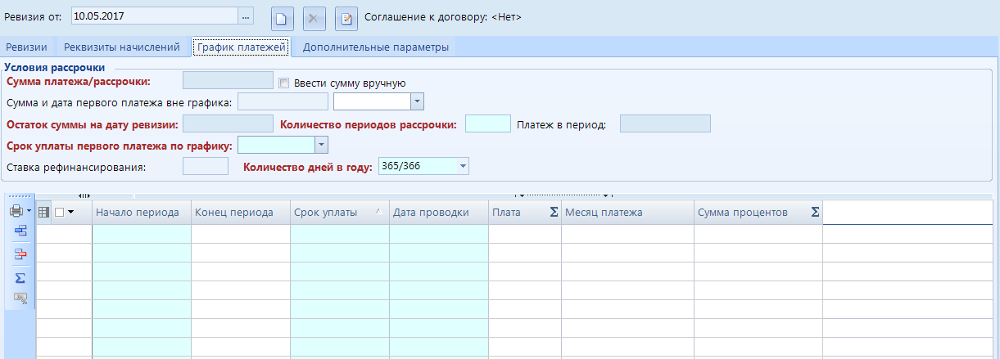 Ревизия от: 10.05.2017 ... Соглашение к договору: <Нет>
Ревизии Реквизиты начислений График платежей Дополнительные параметры
Условия рассрочки
Сумма платежа/рассрочки: Ввести сумму вручную
Сумма и дата первого платежа вне графика:
Остаток суммы на дату ревизии: Количество периодов рассрочки: Платеж в период:
Срок уплаты первого платежа по графику:
Ставка рефинансирования: Количество дней в году: 365/366
Начало периода Конец периода Срок уплаты Дата проводки Плата Σ Месяц платежа Сумма процентов Σ
Σ